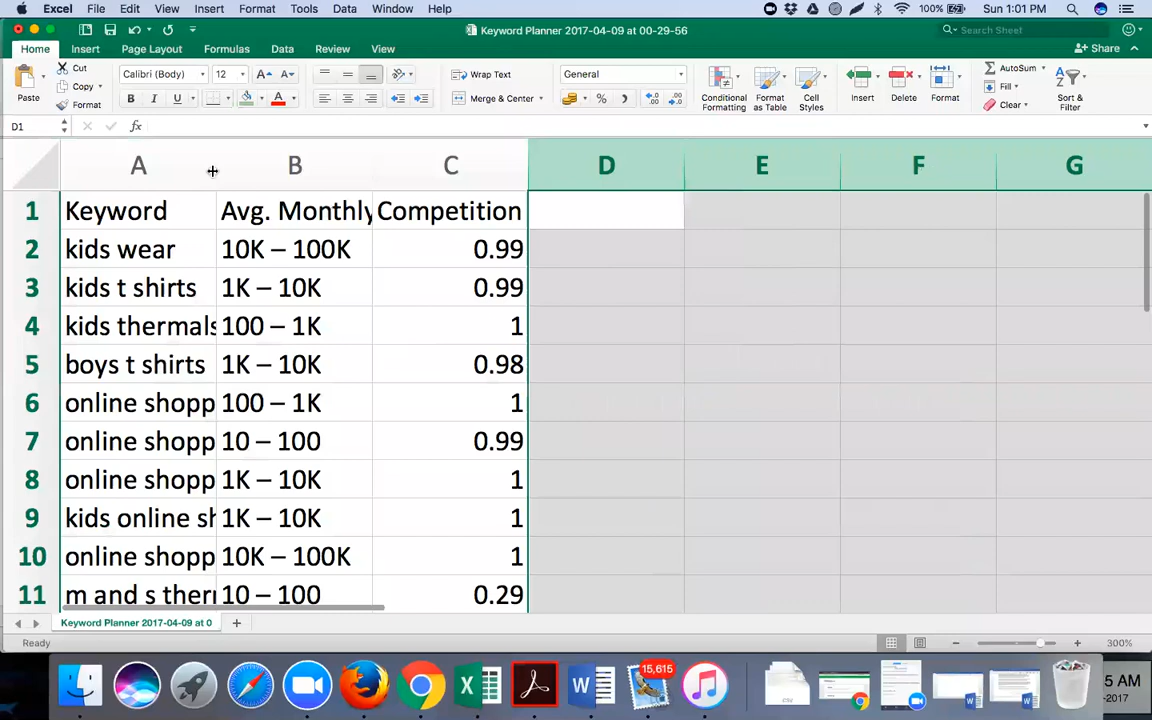 Excel File Edit View Insert Format Tools Data Window Help 100% Sun 1:01 PM
Keyword Planner 2017-04-09 at 00-29-56 Search Sheet
Home Insert Page Layout Formulas Data Review View Share
Cut Calibri (Body) 12 A A Wrap Text General AutoSum
Copy Fill
Paste Format B I U A Merge & Center % Conditional Formatting Format as Table Cell Styles Insert Delete Format Clear Sort & Filter
D1 fx
A B C D E F G
1 Keyword Avg. Monthly Competition
2 kids wear 10K – 100K 0.99
3 kids t shirts 1K – 10K 0.99
4 kids thermals 100 – 1K 1
5 boys t shirts 1K – 10K 0.98
6 online shopp 100 – 1K 1
7 online shopp 10 – 100 0.99
8 online shopp 1K – 10K 1
9 kids online sh 1K – 10K 1
10 online shopp 10K – 100K 1
11 m and s ther 10 – 100 0.29
Keyword Planner 2017-04-09 at 0
Ready 300%
15,615
5 AM
-2017